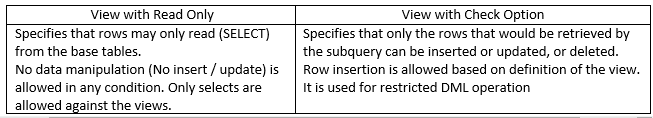 View with Read Only
View with Check Option
Specifies that rows may only read (SELECT)
from the base tables.
No data manipulation (No insert / update) is
allowed in any condition. Only selects are
allowed against the views.
Specifies that only the rows that would be retrieved by
the subquery can be inserted or updated, or deleted.
Row insertion is allowed based on definition of the view.
It is used for restricted DML operation